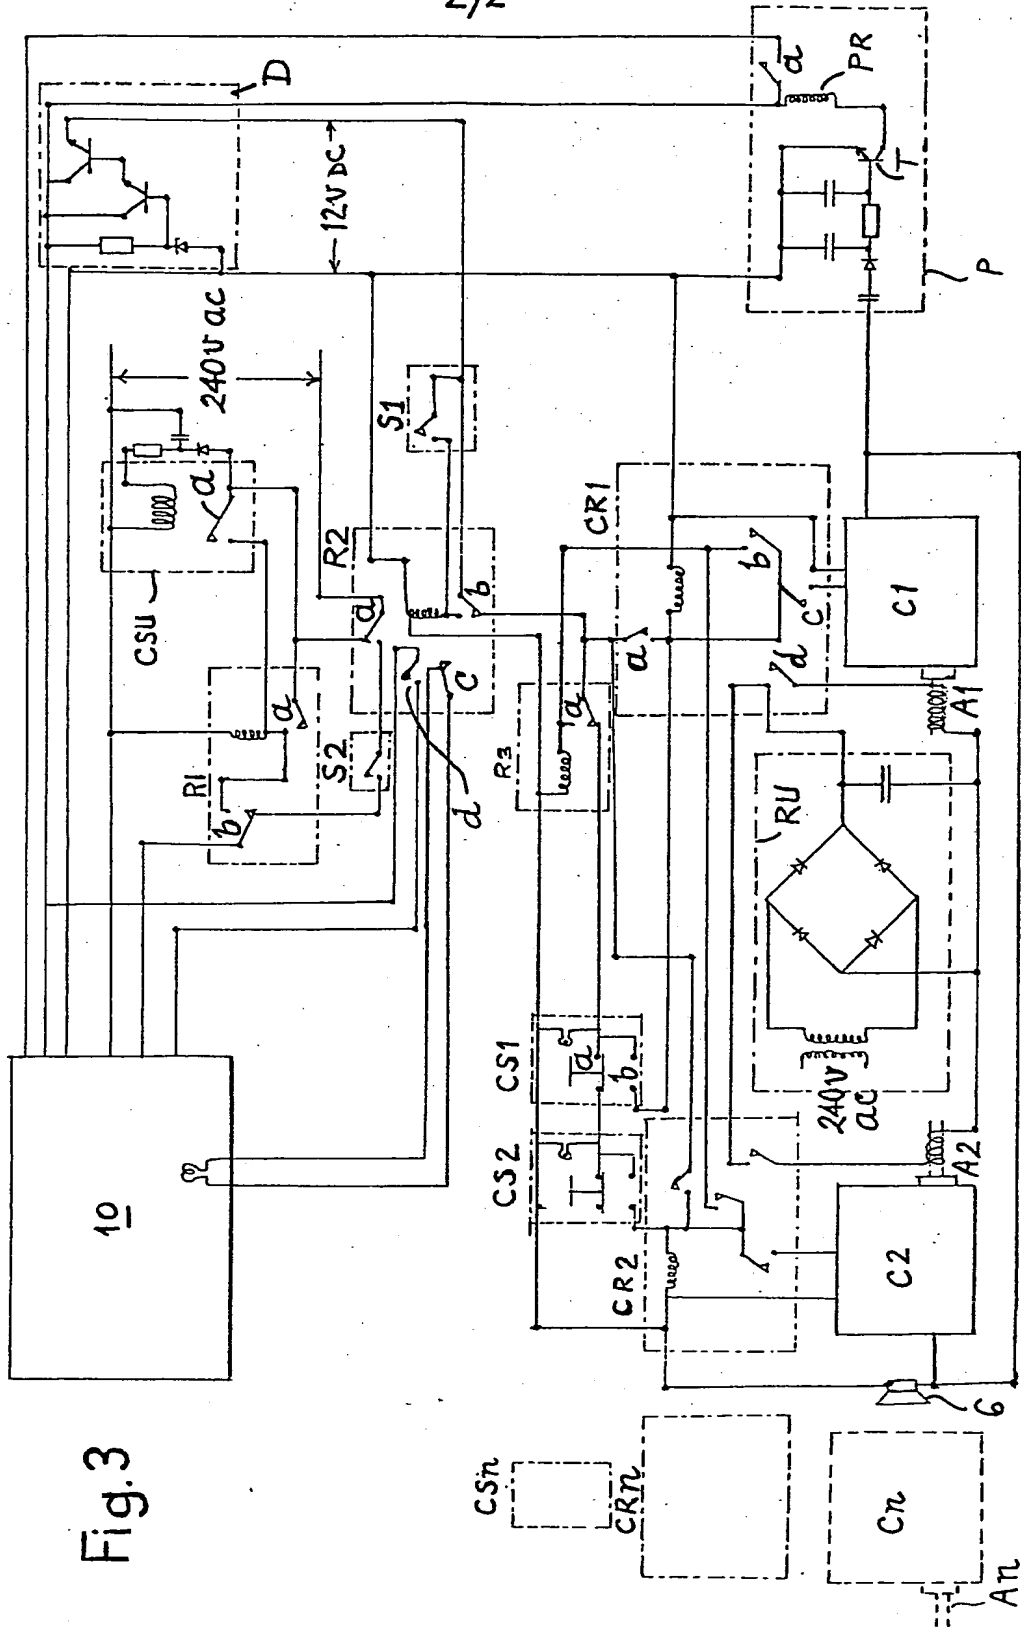 2/2
D
12V DC
a
PR
T
P
240V ac
CSU
a
S1
R2
a
b
c
d
R1
a
b
S2
R3
a
CR1
a
b
c
d
C1
A1
RU
240V
ac
CS1
a
b
CS2
CR2
A2
C2
6
10
Fig.3
CSn
CRn
Cn
An